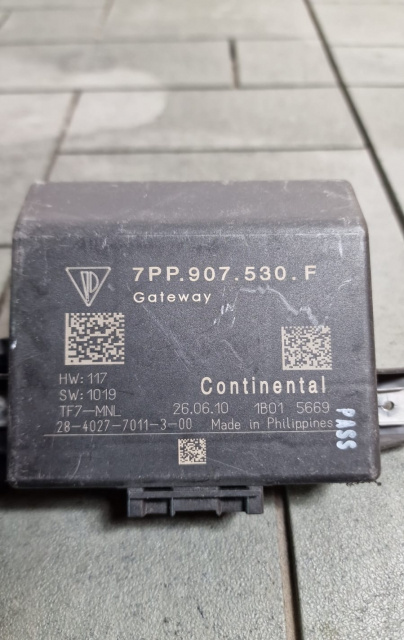 7PP.907.530.F
Gateway
HW: 117
SW: 1019
Continental
TF7-MNL 26.06.10 1B01 5669
28-4027-7011-3-00 Made in Philippines
PASS